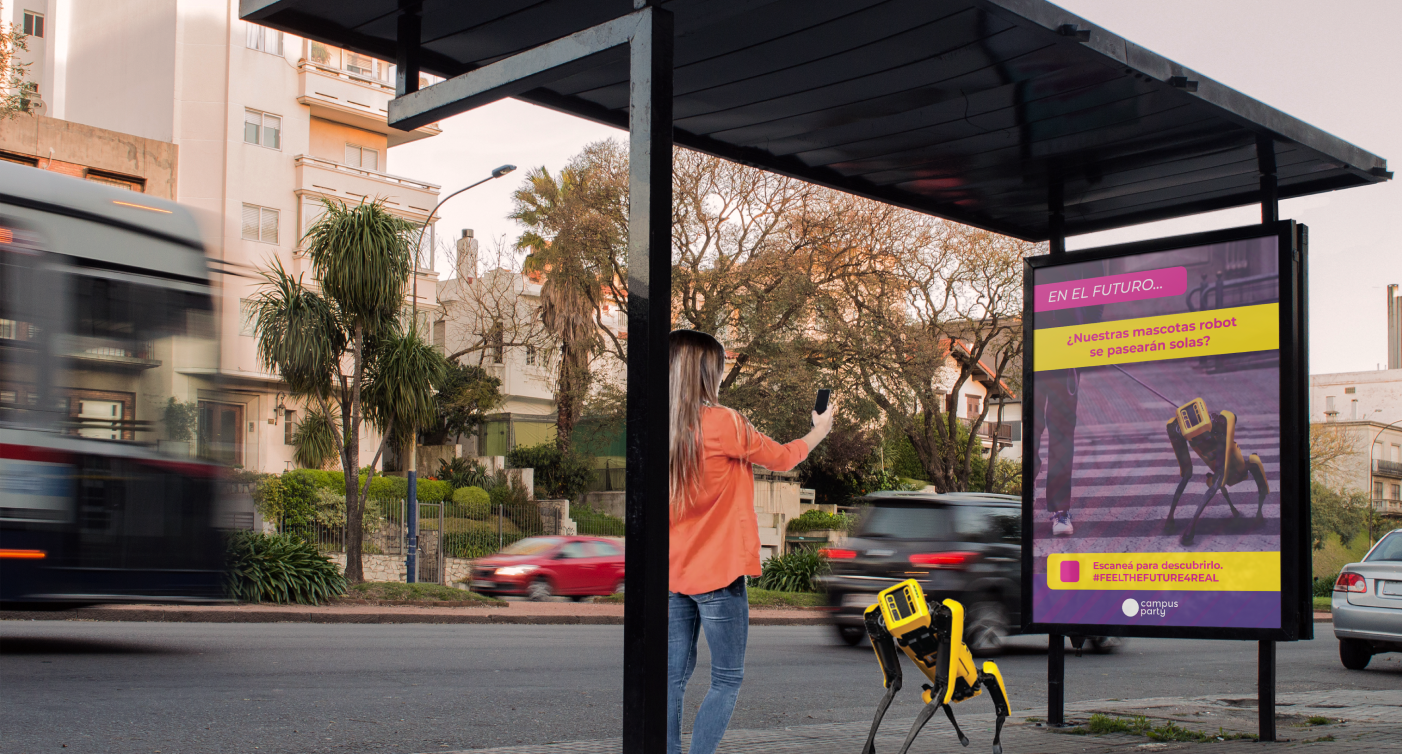 EN EL FUTURO...
¿Nuestras mascotas robot
se pasearán solas?
Escaneá para descubrirlo.
#FEELTHEFUTURE4REAL
campus
party